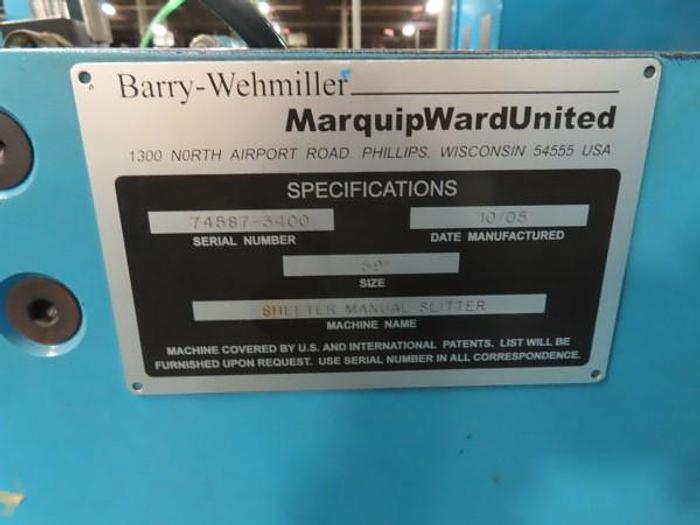 Barry-Wehmiller
MarquipWardUnited
1300 NORTH AIRPORT ROAD, PHILLIPS, WISCONSIN 54555 USA
SPECIFICATIONS
74587-3400 10/05
SERIAL NUMBER DATE MANUFACTURED
SIZE
SHEETER MANUAL SLITTER
MACHINE NAME
MACHINE COVERED BY U.S. AND INTERNATIONAL PATENTS. LIST WILL BE
FURNISHED UPON REQUEST. USE SERIAL NUMBER IN ALL CORRESPONDENCE.